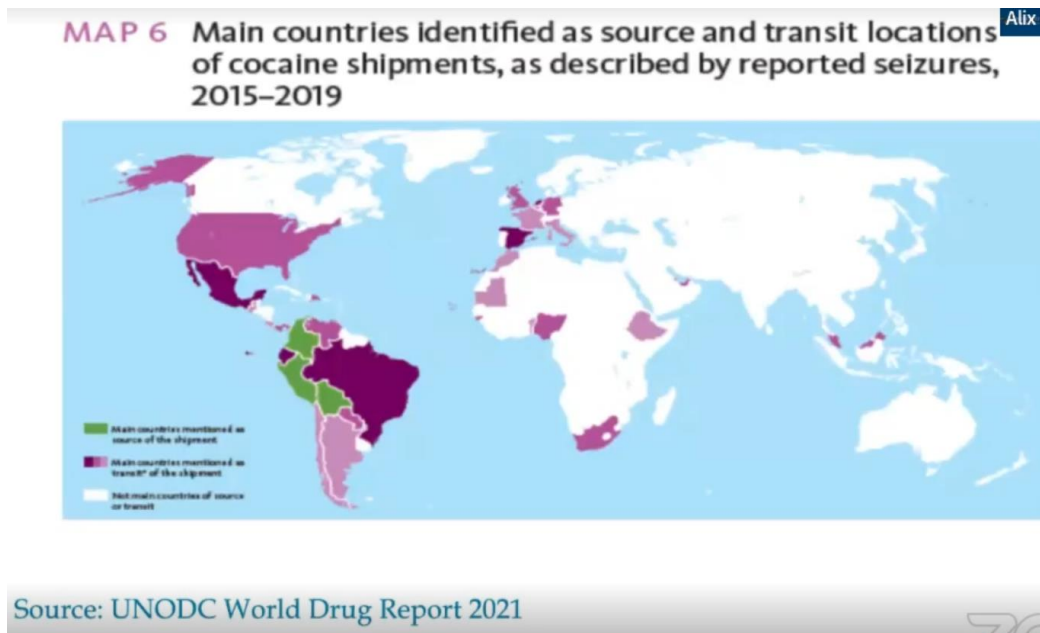 Alix
MAP 6 Main countries identified as source and transit locations
of cocaine shipments, as described by reported seizures,
2015–2019
Main countries mentioned as
source of the shipment
Main countries mentioned as
transit* of the shipment
Not main countries of source
or transit
Source: UNODC World Drug Report 2021